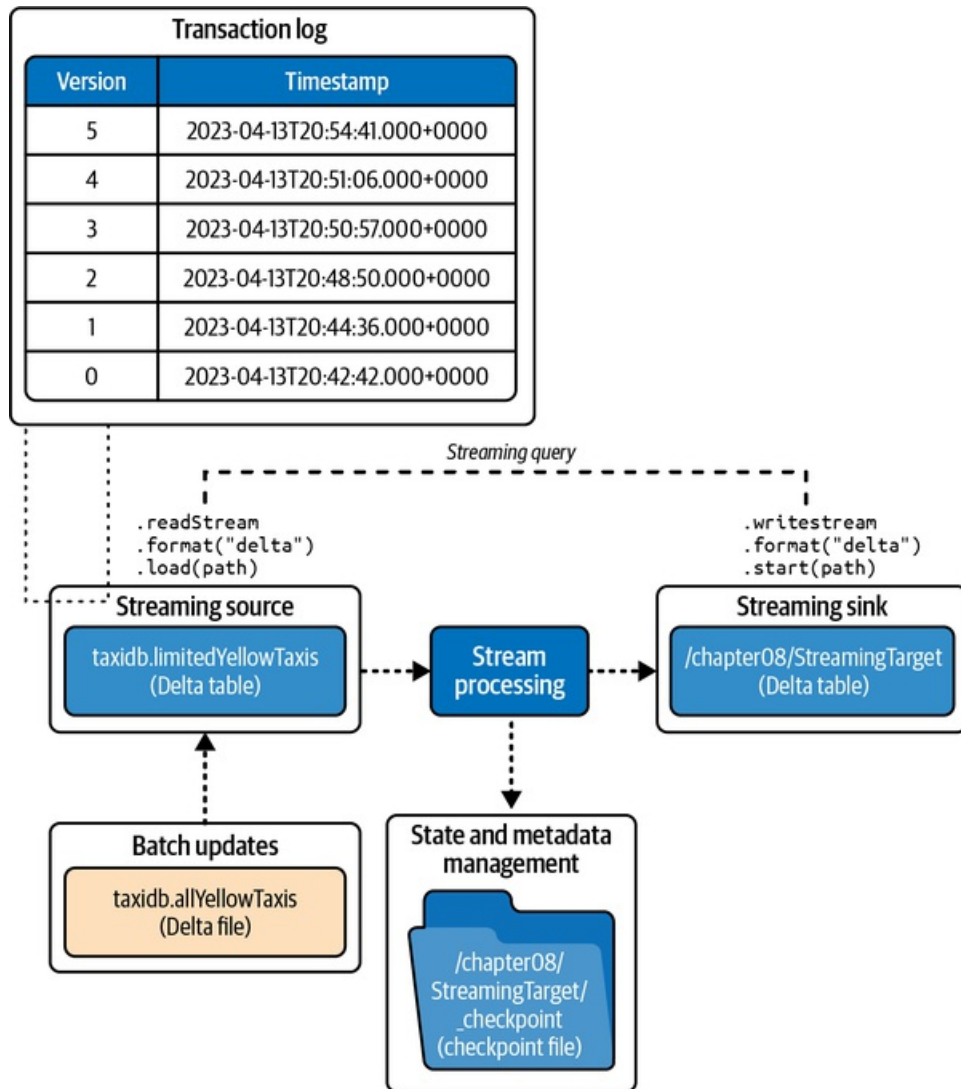 Transaction log
Version Timestamp
5 2023-04-13T20:54:41.000+0000
4 2023-04-13T20:51:06.000+0000
3 2023-04-13T20:50:57.000+0000
2 2023-04-13T20:48:50.000+0000
1 2023-04-13T20:44:36.000+0000
0 2023-04-13T20:42:42.000+0000
Streaming query
.readStream
.format("delta")
.load(path)
.writestream
.format("delta")
.start(path)
Streaming source
taxidb.limitedYellowTaxis
(Delta table)
Stream
processing
Streaming sink
/chapter08/StreamingTarget
(Delta table)
Batch updates
taxidb.allYellowTaxis
(Delta file)
State and metadata
management
/chapter08/
StreamingTarget/
_checkpoint
(checkpoint file)